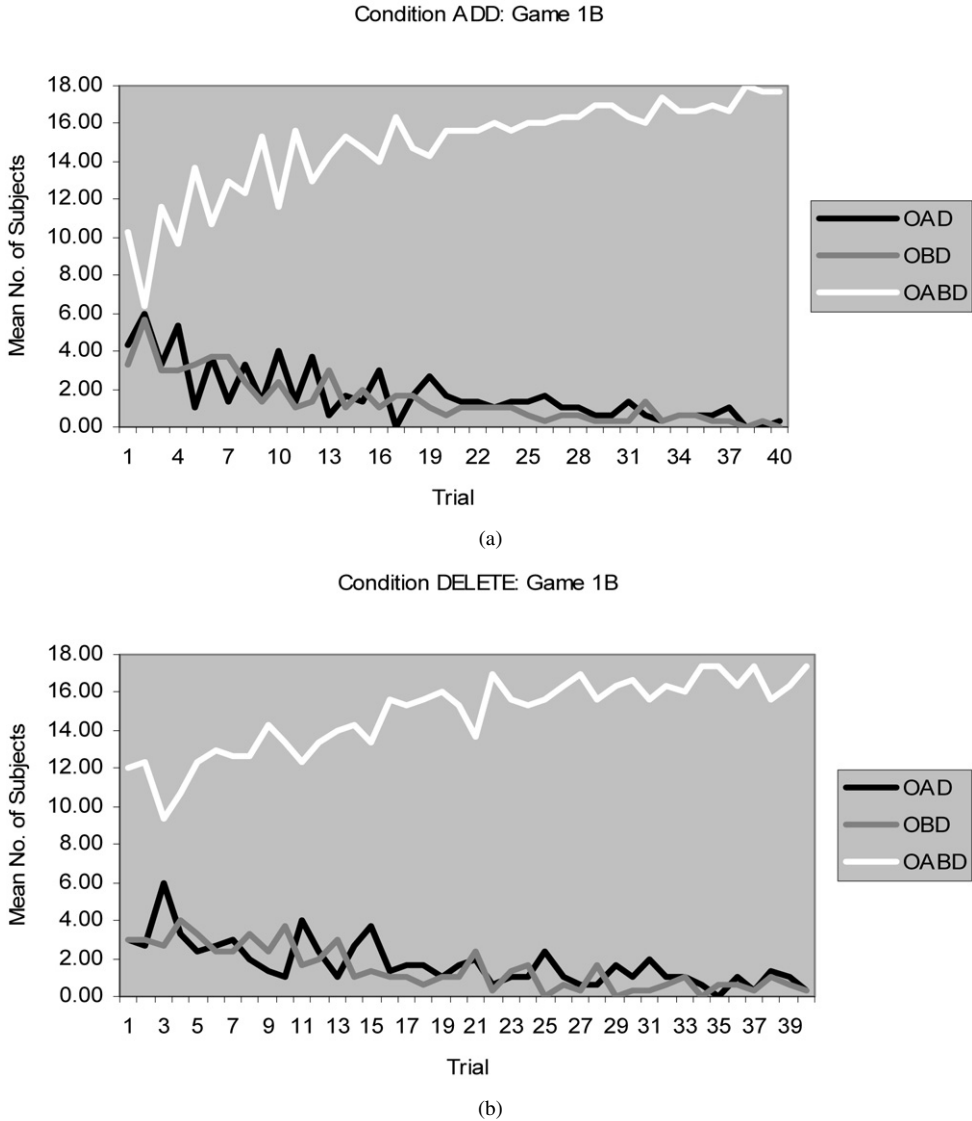 Condition ADD: Game 1B
Mean No. of Subjects
18.00
16.00
14.00
12.00
10.00
8.00
6.00
4.00
2.00
0.00
1 4 7 10 13 16 19 22 25 28 31 34 37 40
Trial
OAD
OBD
OABD
(a)
Condition DELETE: Game 1B
Mean No. of Subjects
18.00
16.00
14.00
12.00
10.00
8.00
6.00
4.00
2.00
0.00
1 3 5 7 9 11 13 15 17 19 21 23 25 27 29 31 33 35 37 39
Trial
OAD
OBD
OABD
(b)